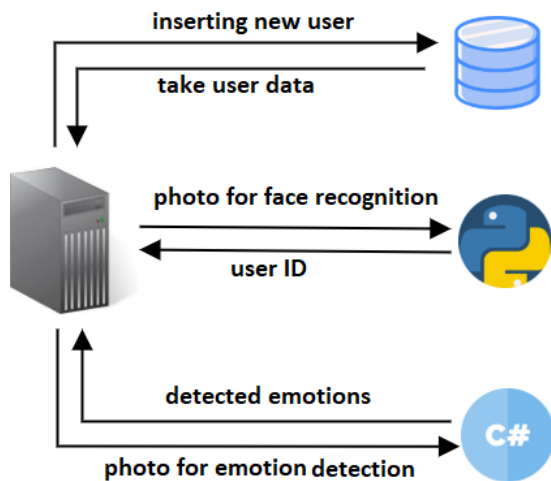 inserting new user
take user data
photo for face recognition
user ID
detected emotions
C#
photo for emotion detection